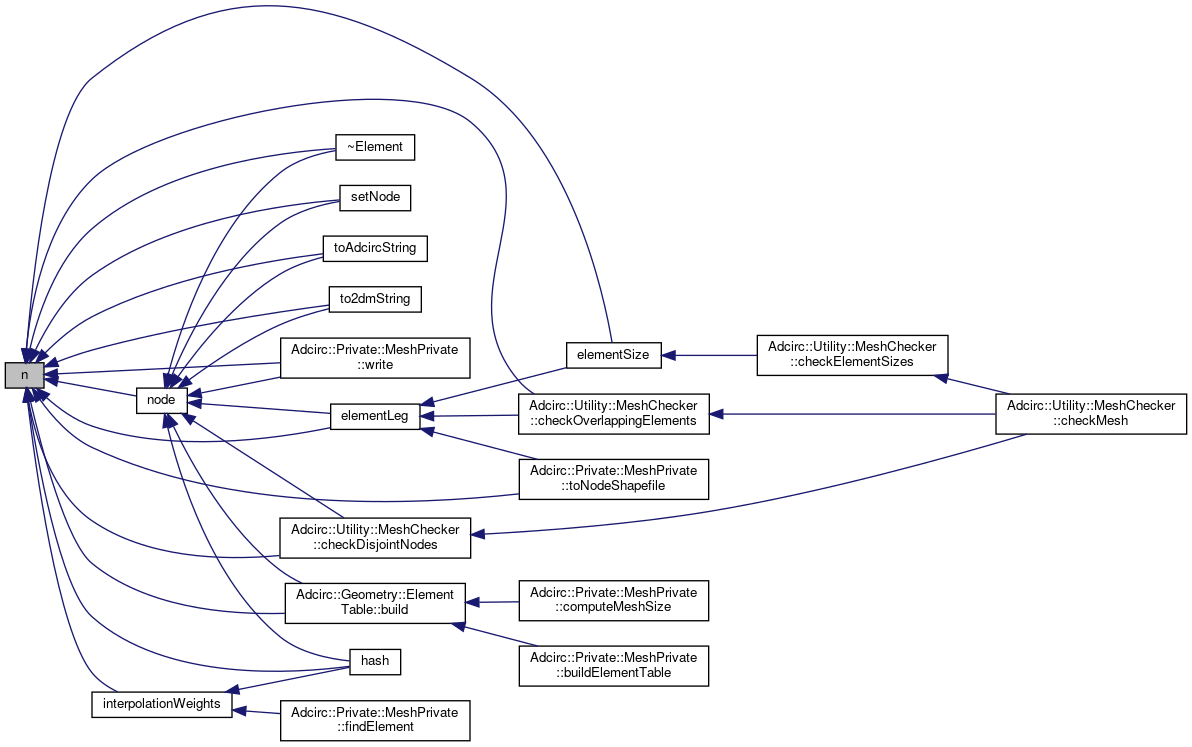 ~Element
setNode
toAdcircString
to2dmString
Adcirc::Private::MeshPrivate
::write
n
node
elementLeg
elementSize
Adcirc::Utility::MeshChecker
::checkElementSizes
Adcirc::Utility::MeshChecker
::checkOverlappingElements
Adcirc::Utility::MeshChecker
::checkMesh
Adcirc::Private::MeshPrivate
::toNodeShapefile
Adcirc::Utility::MeshChecker
::checkDisjointNodes
Adcirc::Geometry::Element
Table::build
Adcirc::Private::MeshPrivate
::computeMeshSize
Adcirc::Private::MeshPrivate
::buildElementTable
hash
interpolationWeights
Adcirc::Private::MeshPrivate
::findElement